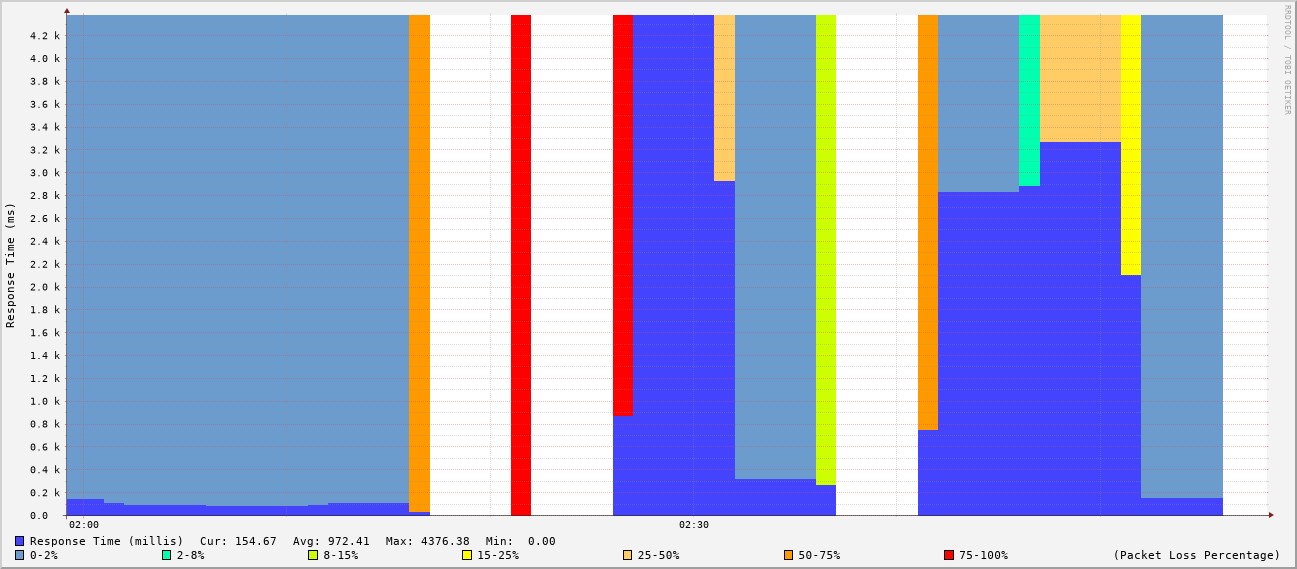 RRDTOOL / TOBI OETIKER
Response Time (ms)
4.2 k
4.0 k
3.8 k
3.6 k
3.4 k
3.2 k
3.0 k
2.8 k
2.6 k
2.4 k
2.2 k
2.0 k
1.8 k
1.6 k
1.4 k
1.2 k
1.0 k
0.8 k
0.6 k
0.4 k
0.2 k
0.0
02:00 02:30
Response Time (millis) Cur: 154.67 Avg: 972.41 Max: 4376.38 Min: 0.00
0-2% 2-8% 8-15% 15-25% 25-50% 50-75% 75-100% (Packet Loss Percentage)